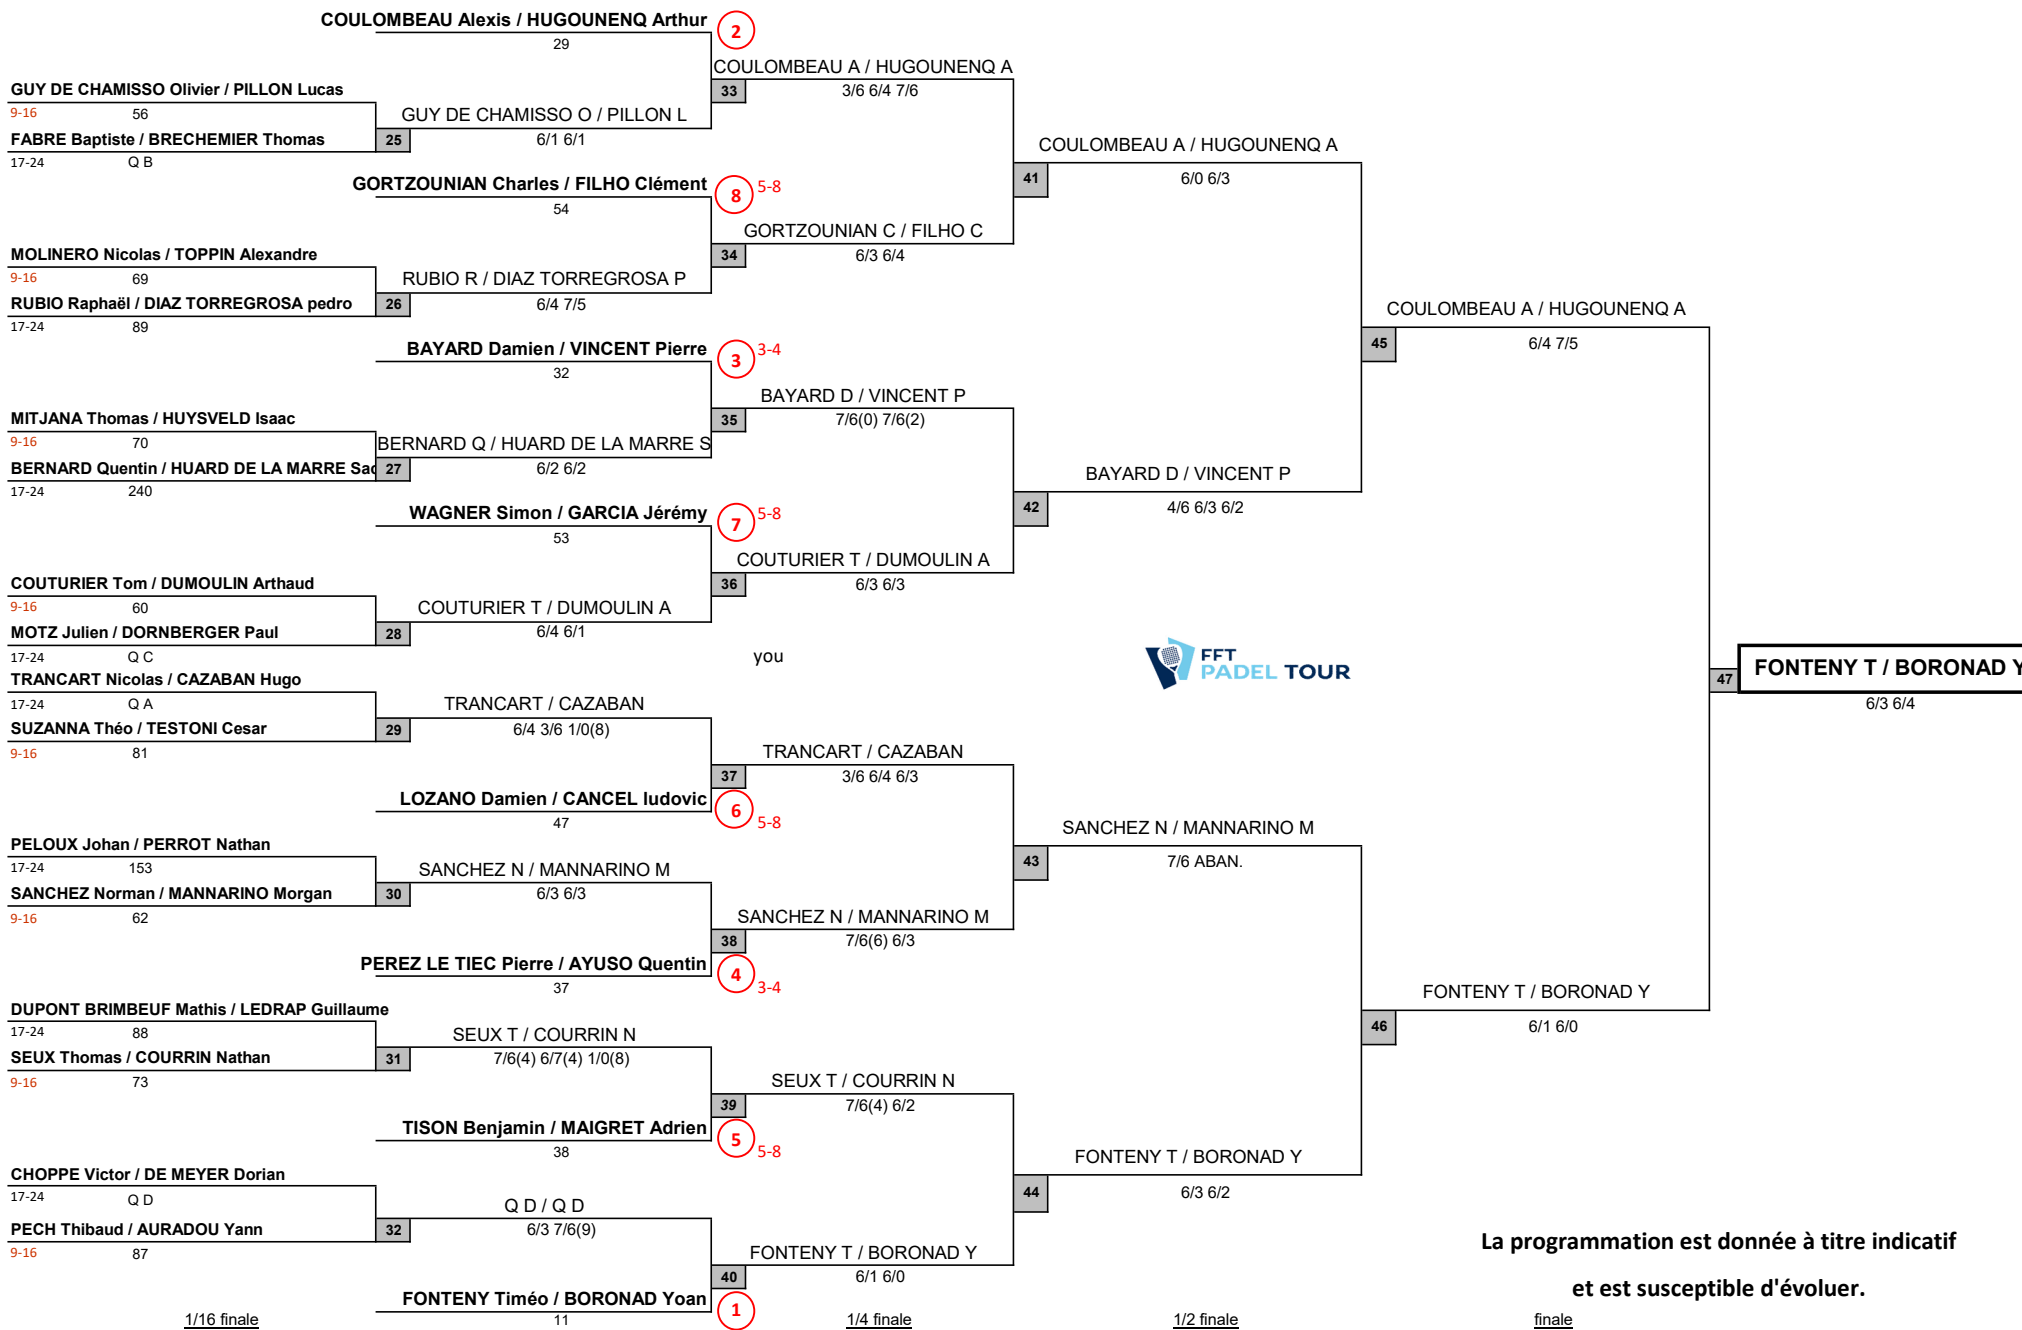 COULOMBEAU Alexis / HUGOUNENQ Arthur
2
29
COULOMBEAU A / HUGOUNENQ A
GUY DE CHAMISSO Olivier / PILLON Lucas
33
3/6 6/4 7/6
9-16
56
GUY DE CHAMISSO O / PILLON L
FABRE Baptiste / BRECHEMIER Thomas
25
6/1 6/1
17-24
Q B
COULOMBEAU A / HUGOUNENQ A
GORTZOUNIAN Charles / FILHO Clément
8
5-8
41
6/0 6/3
54
GORTZOUNIAN C / FILHO C
MOLINERO Nicolas / TOPPIN Alexandre
34
6/3 6/4
9-16
69
RUBIO R / DIAZ TORREGROSA P
RUBIO Raphaël / DIAZ TORREGROSA pedro
26
6/4 7/5
17-24
89
COULOMBEAU A / HUGOUNENQ A
BAYARD Damien / VINCENT Pierre
3
3-4
45
6/4 7/5
32
BAYARD D / VINCENT P
MITJANA Thomas / HUYSVELD Isaac
35
7/6(0) 7/6(2)
9-16
70
BERNARD Q / HUARD DE LA MARRE S
BERNARD Quentin / HUARD DE LA MARRE Sac
27
6/2 6/2
17-24
240
BAYARD D / VINCENT P
WAGNER Simon / GARCIA Jérémy
7
5-8
42
4/6 6/3 6/2
53
COUTURIER T / DUMOULIN A
COUTURIER Tom / DUMOULIN Arthaud
36
6/3 6/3
9-16
60
COUTURIER T / DUMOULIN A
MOTZ Julien / DORNBERGER Paul
28
6/4 6/1
17-24
Q C
you
FFT
PADEL TOUR
FONTENY T / BORONAD Y
47
6/3 6/4
TRANCART Nicolas / CAZABAN Hugo
17-24
Q A
TRANCART / CAZABAN
SUZANNA Théo / TESTONI Cesar
29
6/4 3/6 1/0(8)
9-16
81
TRANCART / CAZABAN
37
3/6 6/4 6/3
LOZANO Damien / CANCEL ludovic
6
5-8
47
SANCHEZ N / MANNARINO M
PELOUX Johan / PERROT Nathan
43
7/6 ABAN.
17-24
153
SANCHEZ N / MANNARINO M
SANCHEZ Norman / MANNARINO Morgan
30
6/3 6/3
9-16
62
SANCHEZ N / MANNARINO M
38
7/6(6) 6/3
PEREZ LE TIEC Pierre / AYUSO Quentin
4
3-4
37
FONTENY T / BORONAD Y
DUPONT BRIMBEUF Mathis / LEDRAP Guillaume
46
6/1 6/0
17-24
88
SEUX T / COURRIN N
SEUX Thomas / COURRIN Nathan
31
7/6(4) 6/7(4) 1/0(8)
9-16
73
SEUX T / COURRIN N
39
7/6(4) 6/2
TISON Benjamin / MAIGRET Adrien
5
5-8
38
FONTENY T / BORONAD Y
CHOPPE Victor / DE MEYER Dorian
44
6/3 6/2
17-24
Q D
Q D / Q D
PECH Thibaud / AURADOU Yann
32
6/3 7/6(9)
9-16
87
FONTENY T / BORONAD Y
40
6/1 6/0
FONTENY Timéo / BORONAD Yoan
1
11
La programmation est donnée à titre indicatif
et est susceptible d'évoluer.
1/16 finale
1/4 finale
1/2 finale
finale